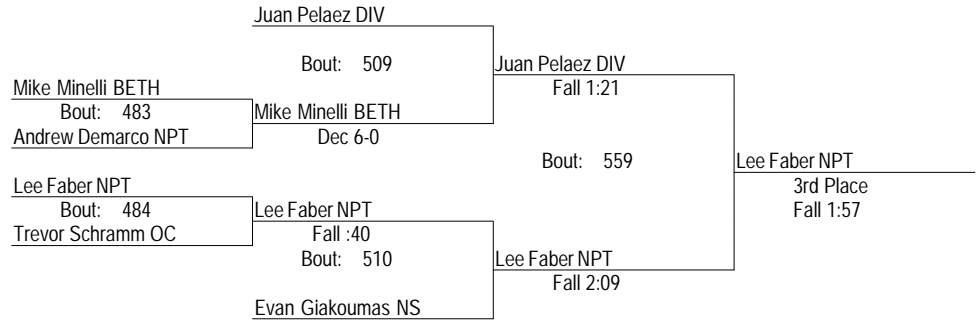 Juan Pelaez DIV
Bout: 509
Juan Pelaez DIV
Fall 1:21
Mike Minelli BETH
Bout: 483
Mike Minelli BETH
Andrew Demarco NPT
Dec 6-0
Bout: 559
Lee Faber NPT
3rd Place
Fall 1:57
Lee Faber NPT
Bout: 484
Lee Faber NPT
Trevor Schramm OC
Fall :40
Bout: 510
Lee Faber NPT
Fall 2:09
Evan Giakoumas NS